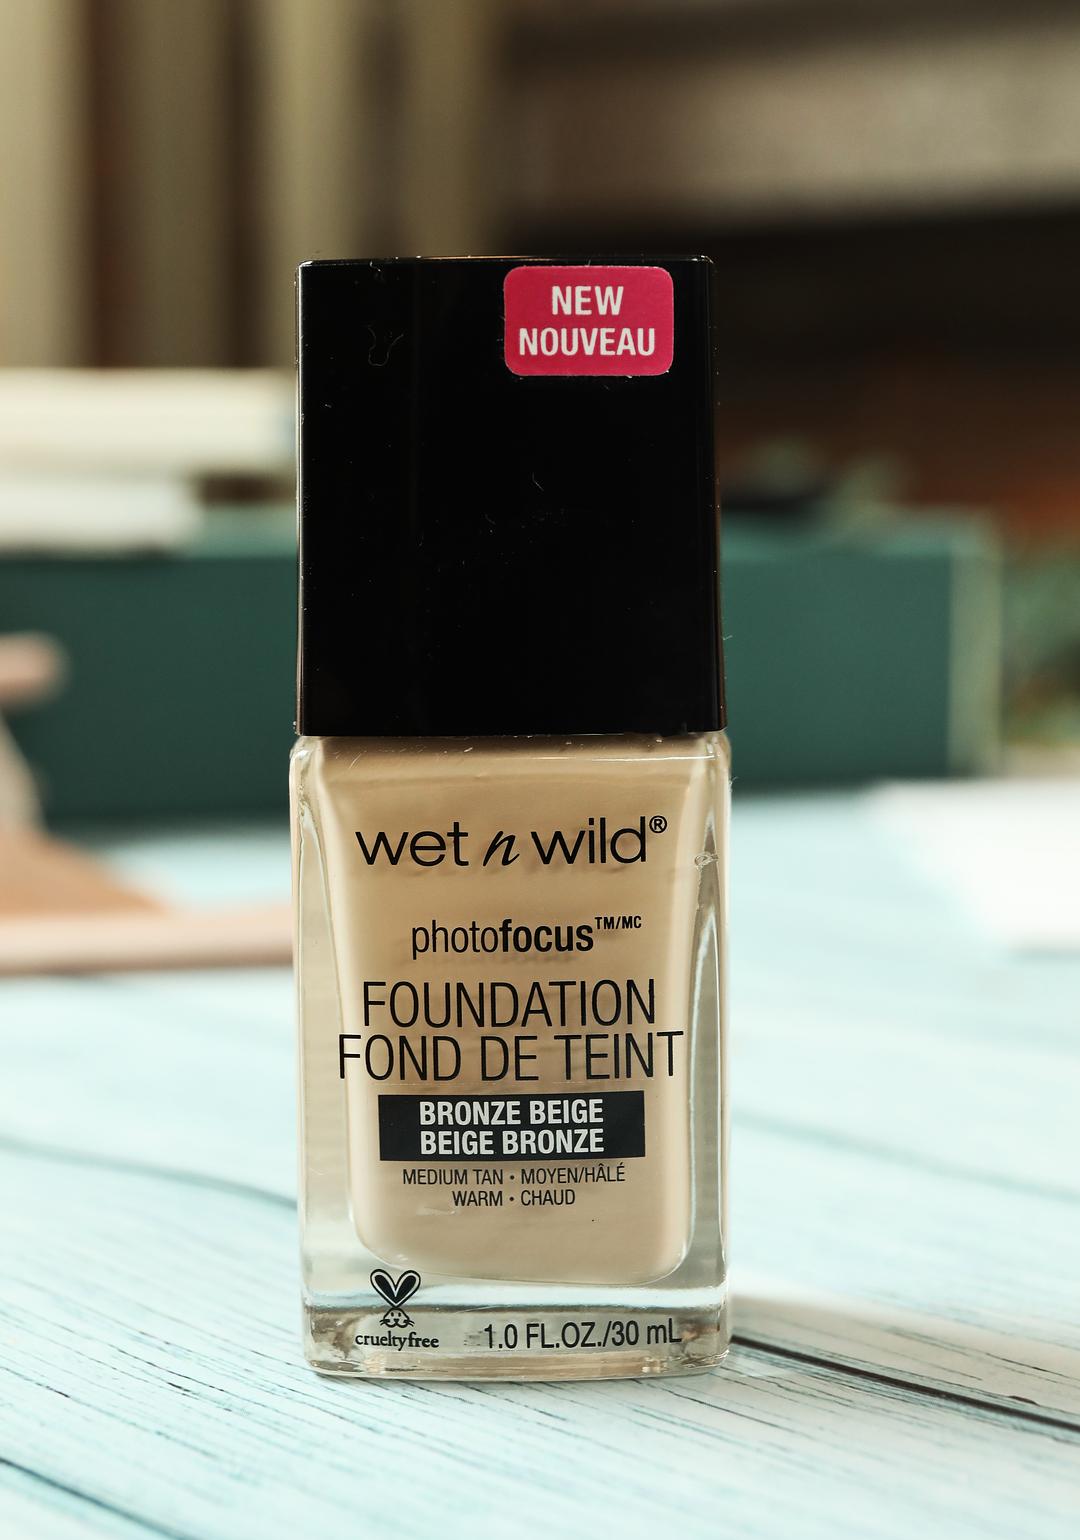 NEW
NOUVEAU
wet n wild®
photofocus™/MC
FOUNDATION
FOND DE TEINT
BRONZE BEIGE
BEIGE BRONZE
MEDIUM TAN • MOYEN/HÂLÉ
WARM • CHAUD
crueltyfree
1.0 FL.OZ./30 mL